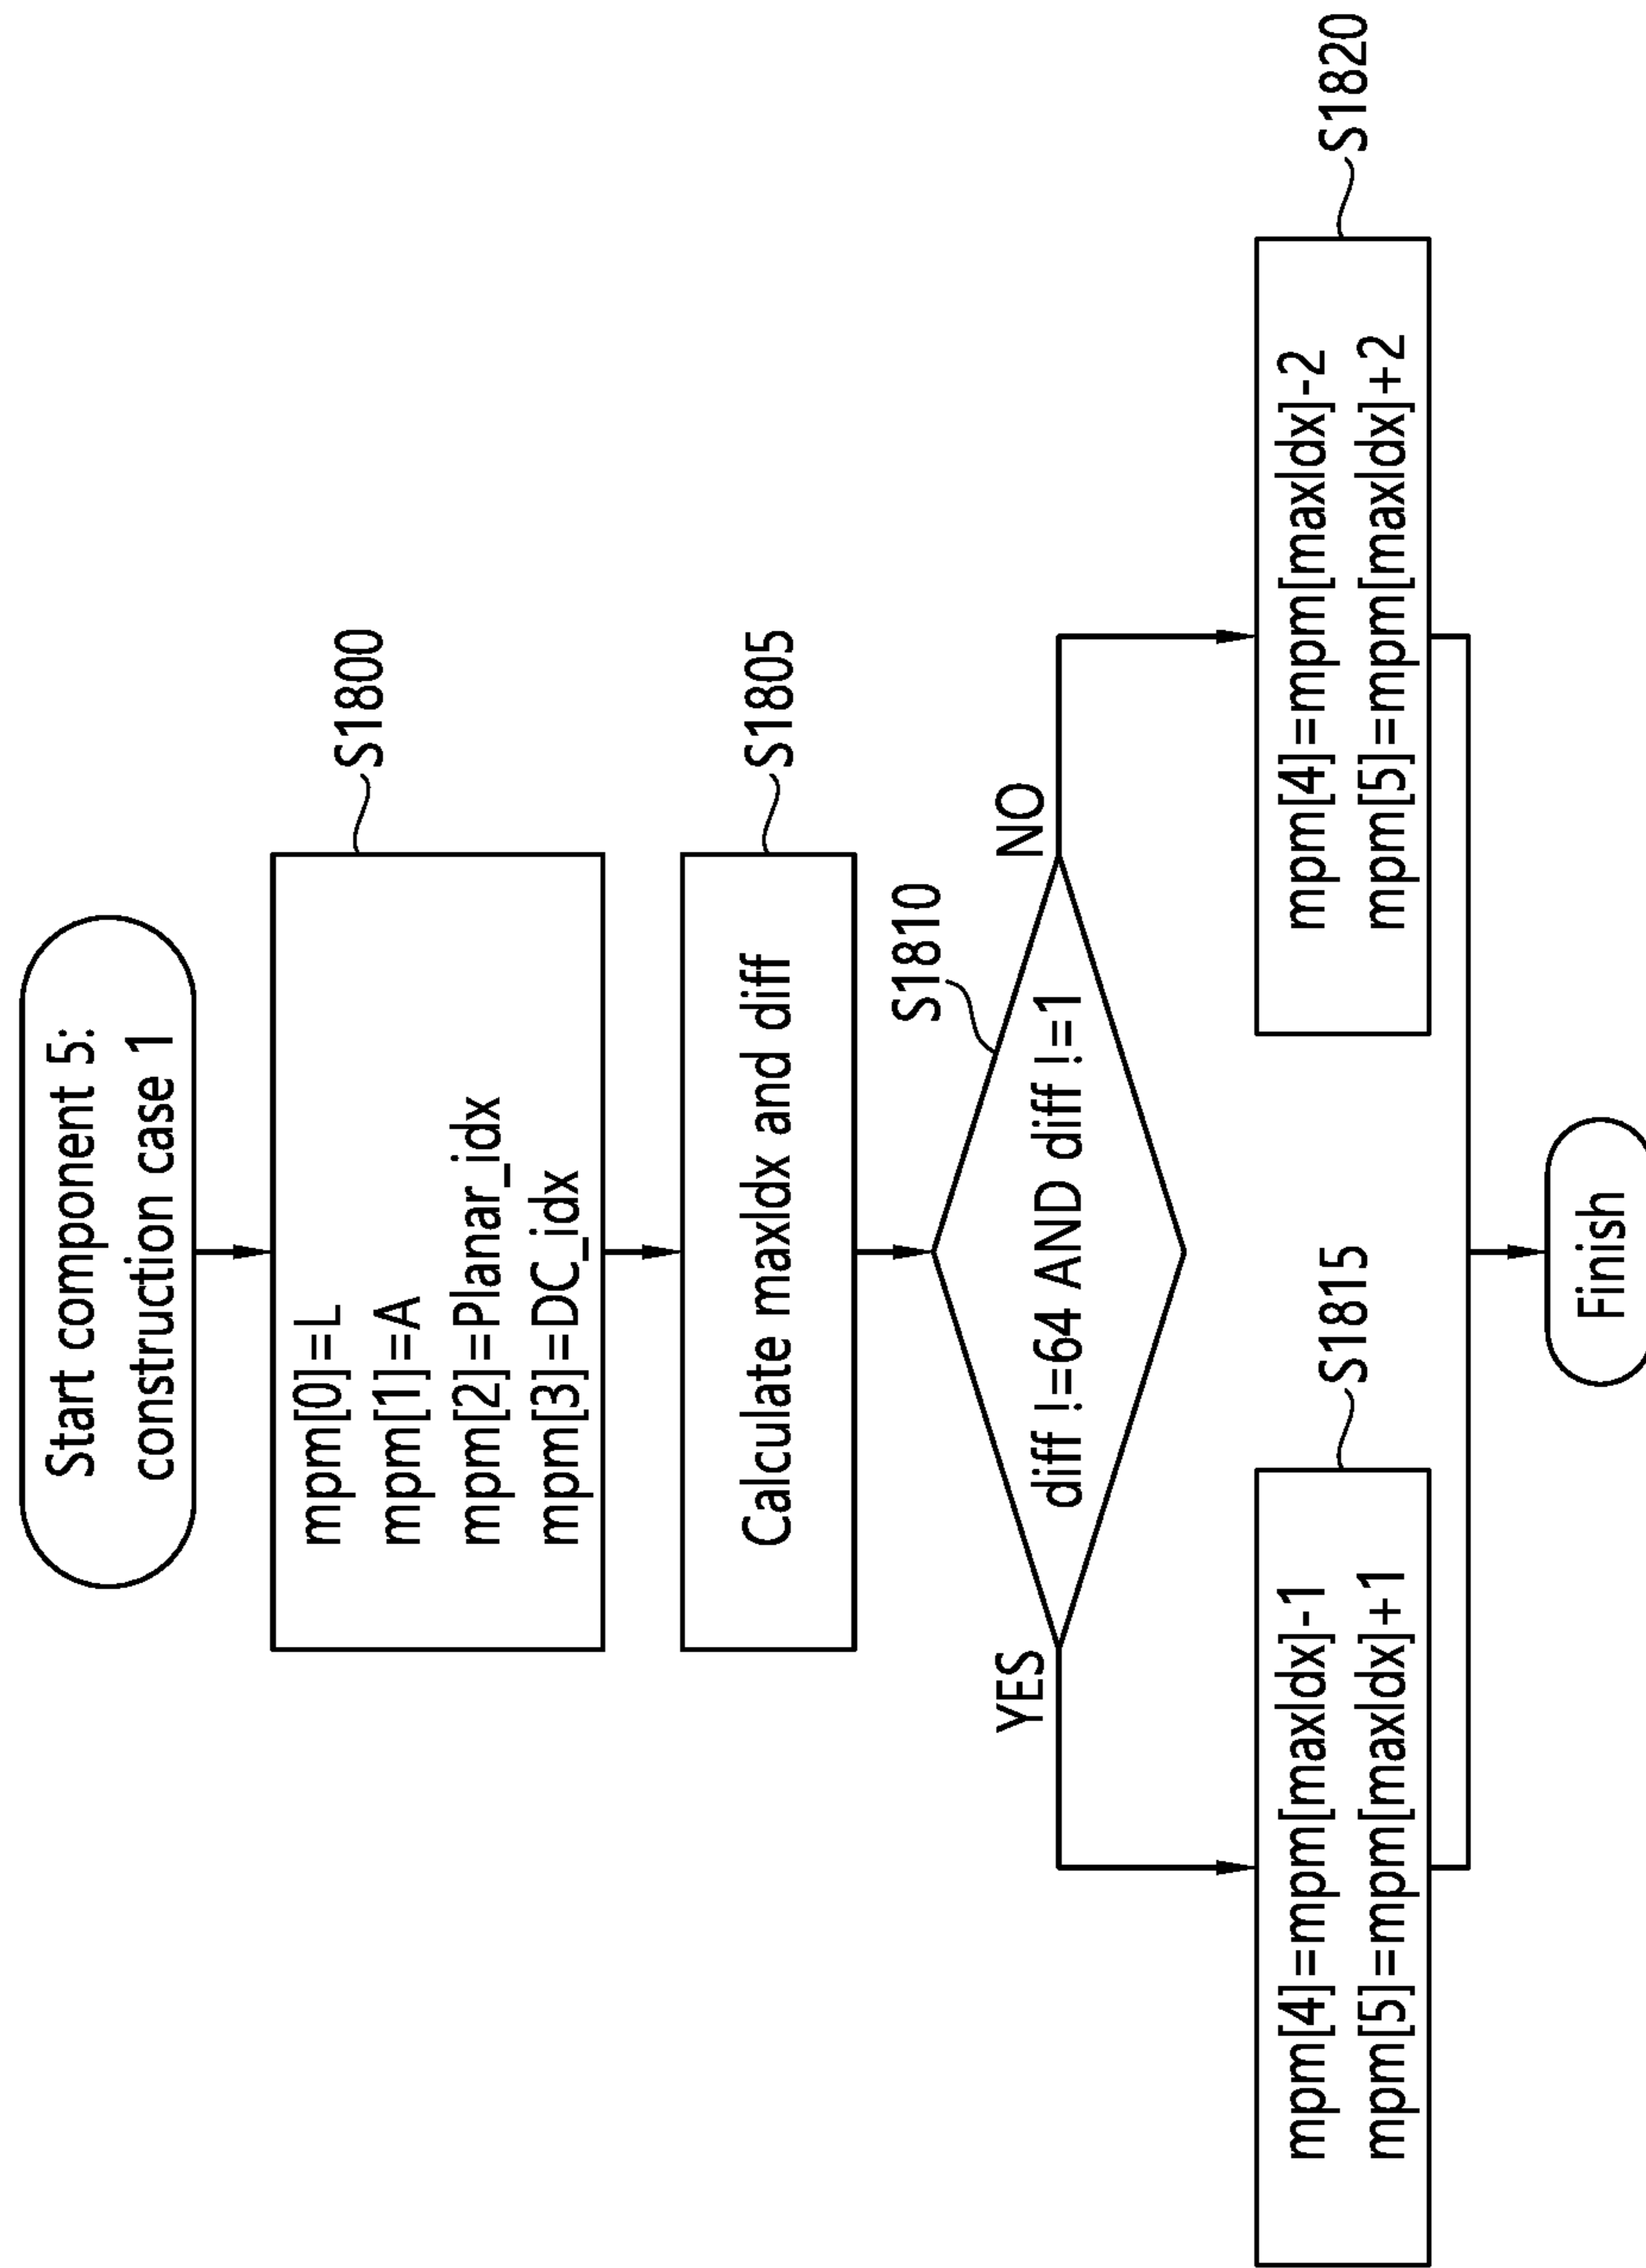 Start component 5:
construction case 1
S1800
mpm[0]=L
mpm[1]=A
mpm[2]=Planar_idx
mpm[3]=DC_idx
S1805
Calculate maxIdx and diff
S1810
diff !=64 AND diff !=1
YES
NO
S1815
mpm[4]=mpm[maxIdx]-1
mpm[5]=mpm[maxIdx]+1
S1820
mpm[4]=mpm[maxIdx]-2
mpm[5]=mpm[maxIdx]+2
Finish